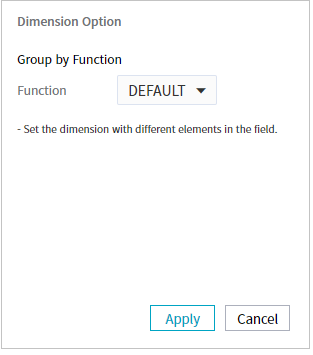 Dimension Option
Group by Function
Function DEFAULT
- Set the dimension with different elements in the field.
Apply Cancel